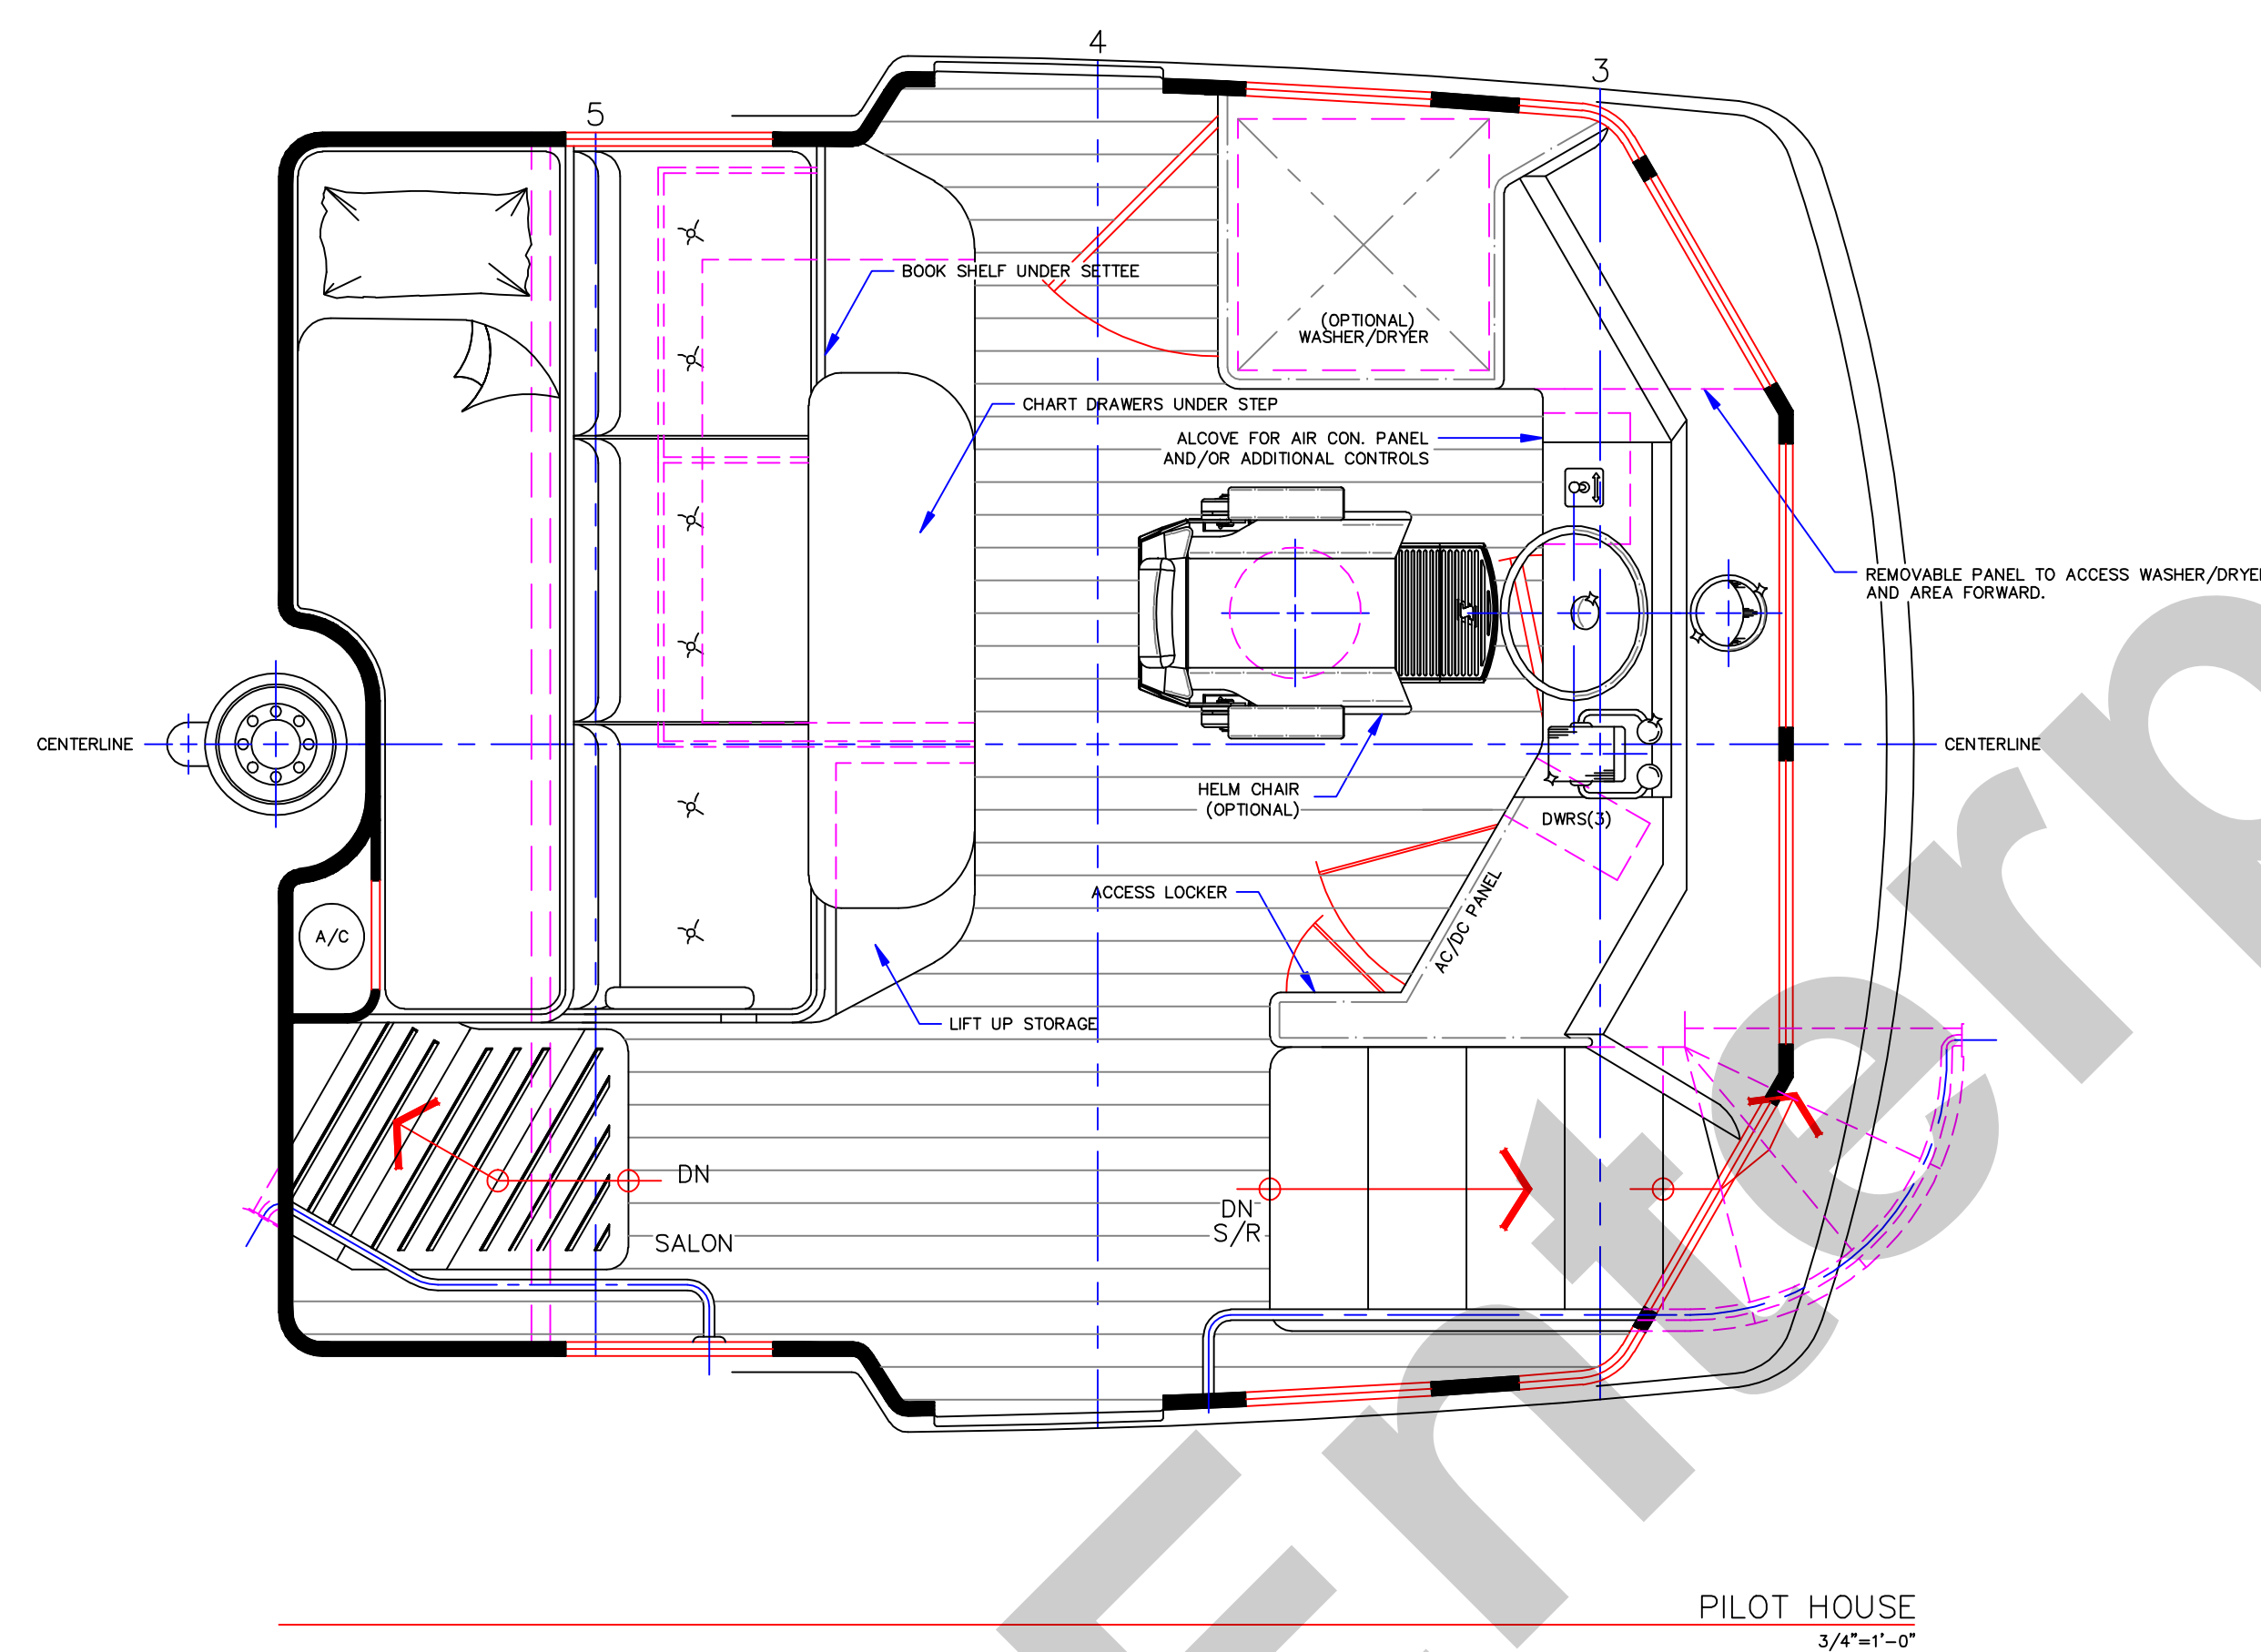 4
3
5
BOOK SHELF UNDER SETTEE
(OPTIONAL)
WASHER/DRYER
CHART DRAWERS UNDER STEP
ALCOVE FOR AIR CON. PANEL
AND/OR ADDITIONAL CONTROLS
REMOVABLE PANEL TO ACCESS WASHER/DRYER
AND AREA FORWARD.
CENTERLINE
CENTERLINE
HELM CHAIR
(OPTIONAL)
DWRS(3)
ACCESS LOCKER
AC/DC PANEL
A/C
LIFT UP STORAGE
DN
DN
S/R
SALON
PILOT HOUSE
3/4"=1'-0"
Enterp